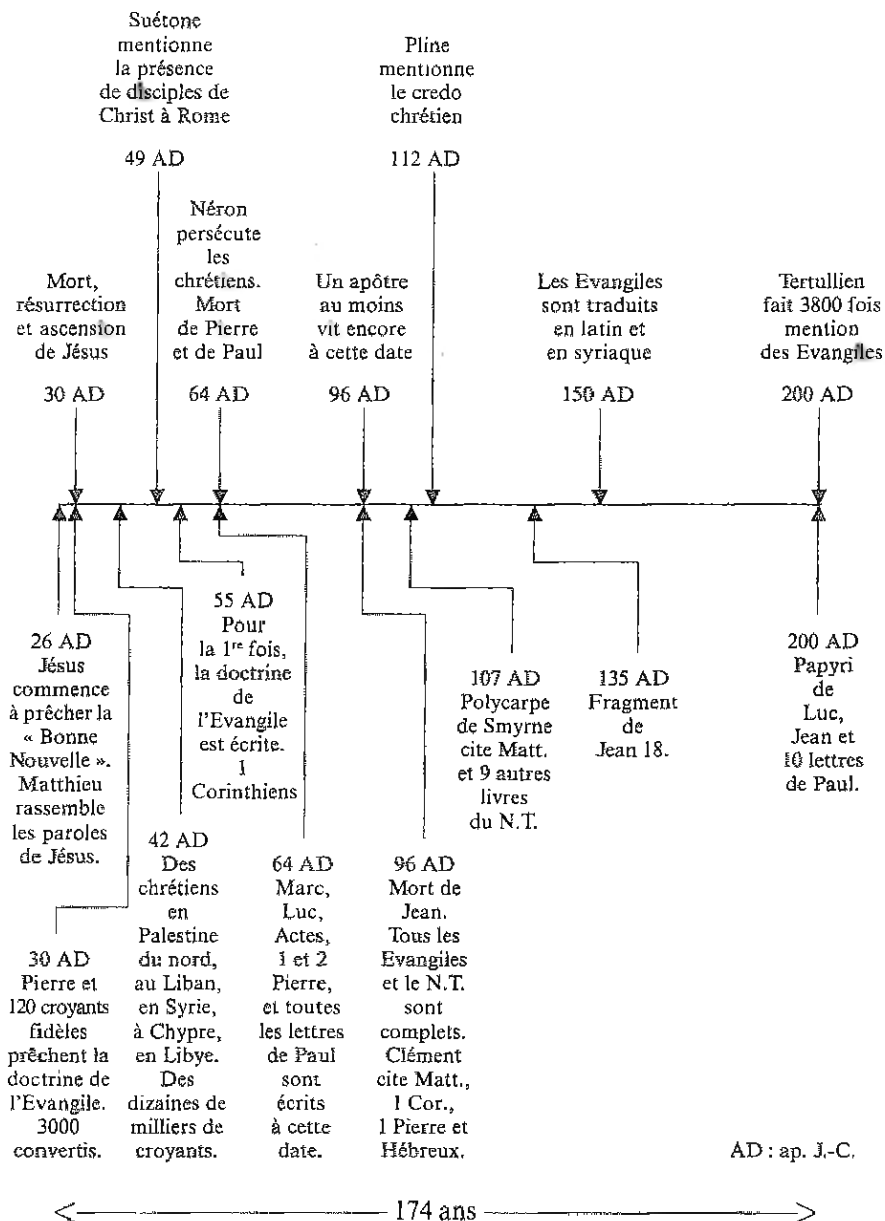 Suétone
mentionne
la présence
de disciples de
Christ à Rome
49 AD
Pline
mentionne
le credo
chrétien
112 AD
Mort,
résurrection
et ascension
de Jésus
30 AD
Néron
persécute
les
chrétiens.
Mort
de Pierre
et de Paul
64 AD
Un apôtre
au moins
vit encore
à cette date
96 AD
Les Evangiles
sont traduits
en latin et
en syriaque
150 AD
Tertullien
fait 3800 fois
mention
des Evangiles
200 AD
26 AD
Jésus
commence
à prêcher la
« Bonne
Nouvelle ».
Matthieu
rassemble
les paroles
de Jésus.
30 AD
Pierre et
120 croyants
fidèles
prêchent la
doctrine de
l'Evangile.
3000
convertis.
42 AD
Des
chrétiens
en
Palestine
du nord,
au Liban,
en Syrie,
à Chypre,
en Libye.
Des
dizaines de
milliers de
croyants.
55 AD
Pour
la 1re fois,
la doctrine
de
l'Evangile
est écrite.
1
Corinthiens
64 AD
Marc,
Luc,
Actes,
1 et 2
Pierre,
et toutes
les lettres
de Paul
sont
écrits
à cette
date.
96 AD
Mort de
Jean.
Tous les
Evangiles
et le N.T.
sont
complets.
Clément
cite Matt.,
1 Cor.,
1 Pierre et
Hébreux.
107 AD
Polycarpe
de Smyrne
cite Matt.
et 9 autres
livres
du N.T.
135 AD
Fragment
de
Jean 18.
200 AD
Papyri
de
Luc,
Jean et
10 lettres
de Paul.
AD : ap. J.-C.
174 ans